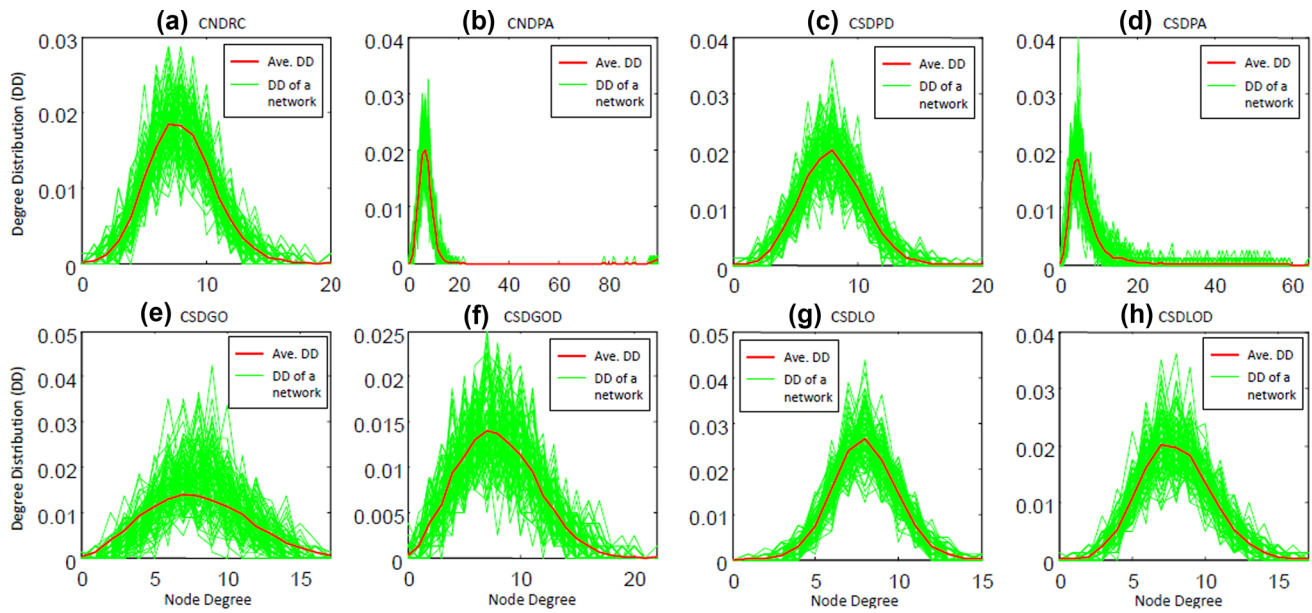 (a) CNDRC
(b) CNDPA
(c) CSDPD
(d) CSDPA
Degree Distribution (DD)
0.03
0.02
0.01
0
0
10
20
Ave. DD
DD of a
network
0.04
0.03
0.02
0.01
0
0
20
40
60
80
Ave. DD
DD of a
network
0.04
0.03
0.02
0.01
0
0
10
20
Ave. DD
DD of a
network
0.04
0.03
0.02
0.01
0
0
20
40
60
Ave. DD
DD of a
network
(e) CSDGO
(f) CSDGOD
(g) CSDLO
(h) CSDLOD
Degree Distribution (DD)
0.05
0.04
0.03
0.02
0.01
0
0
5
10
15
Node Degree
Ave. DD
DD of a
network
0.025
0.02
0.015
0.01
0.005
0
0
10
20
Node Degree
Ave. DD
DD of a
network
0.05
0.04
0.03
0.02
0.01
0
0
5
10
15
Node Degree
Ave. DD
DD of a
network
0.04
0.03
0.02
0.01
0
0
5
10
15
Node Degree
Ave. DD
DD of a
network